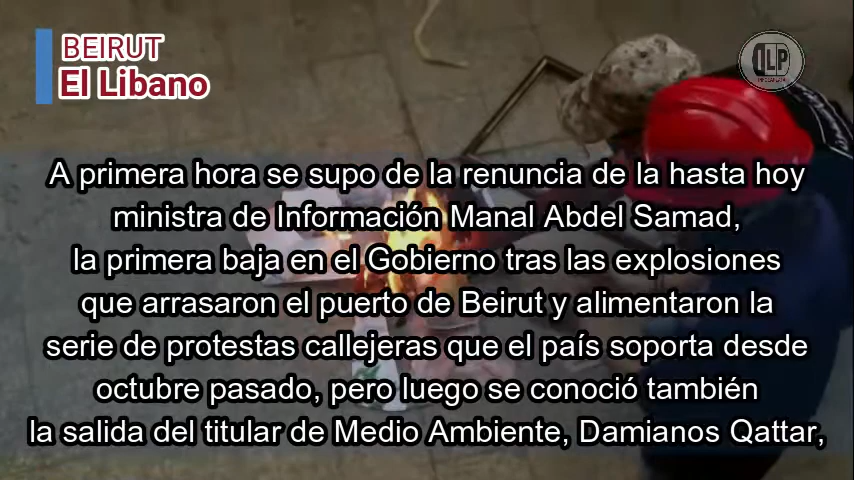 BEIRUT
El Libano
ILP
A primera hora se supo de la renuncia de la hasta hoy
ministra de Información Manal Abdel Samad,
la primera baja en el Gobierno tras las explosiones
que arrasaron el puerto de Beirut y alimentaron la
serie de protestas callejeras que el país soporta desde
octubre pasado, pero luego se conoció también
la salida del titular de Medio Ambiente, Damianos Qattar,